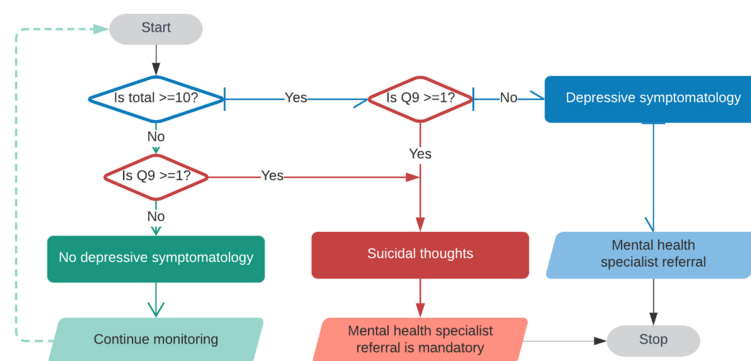 Start
Is total >=10?
Yes
Is Q9 >=1?
No
Depressive symptomatology
No
Yes
Is Q9 >=1?
Yes
No
No depressive symptomatology
Suicidal thoughts
Mental health
specialist referral
Continue monitoring
Mental health specialist
referral is mandatory
Stop